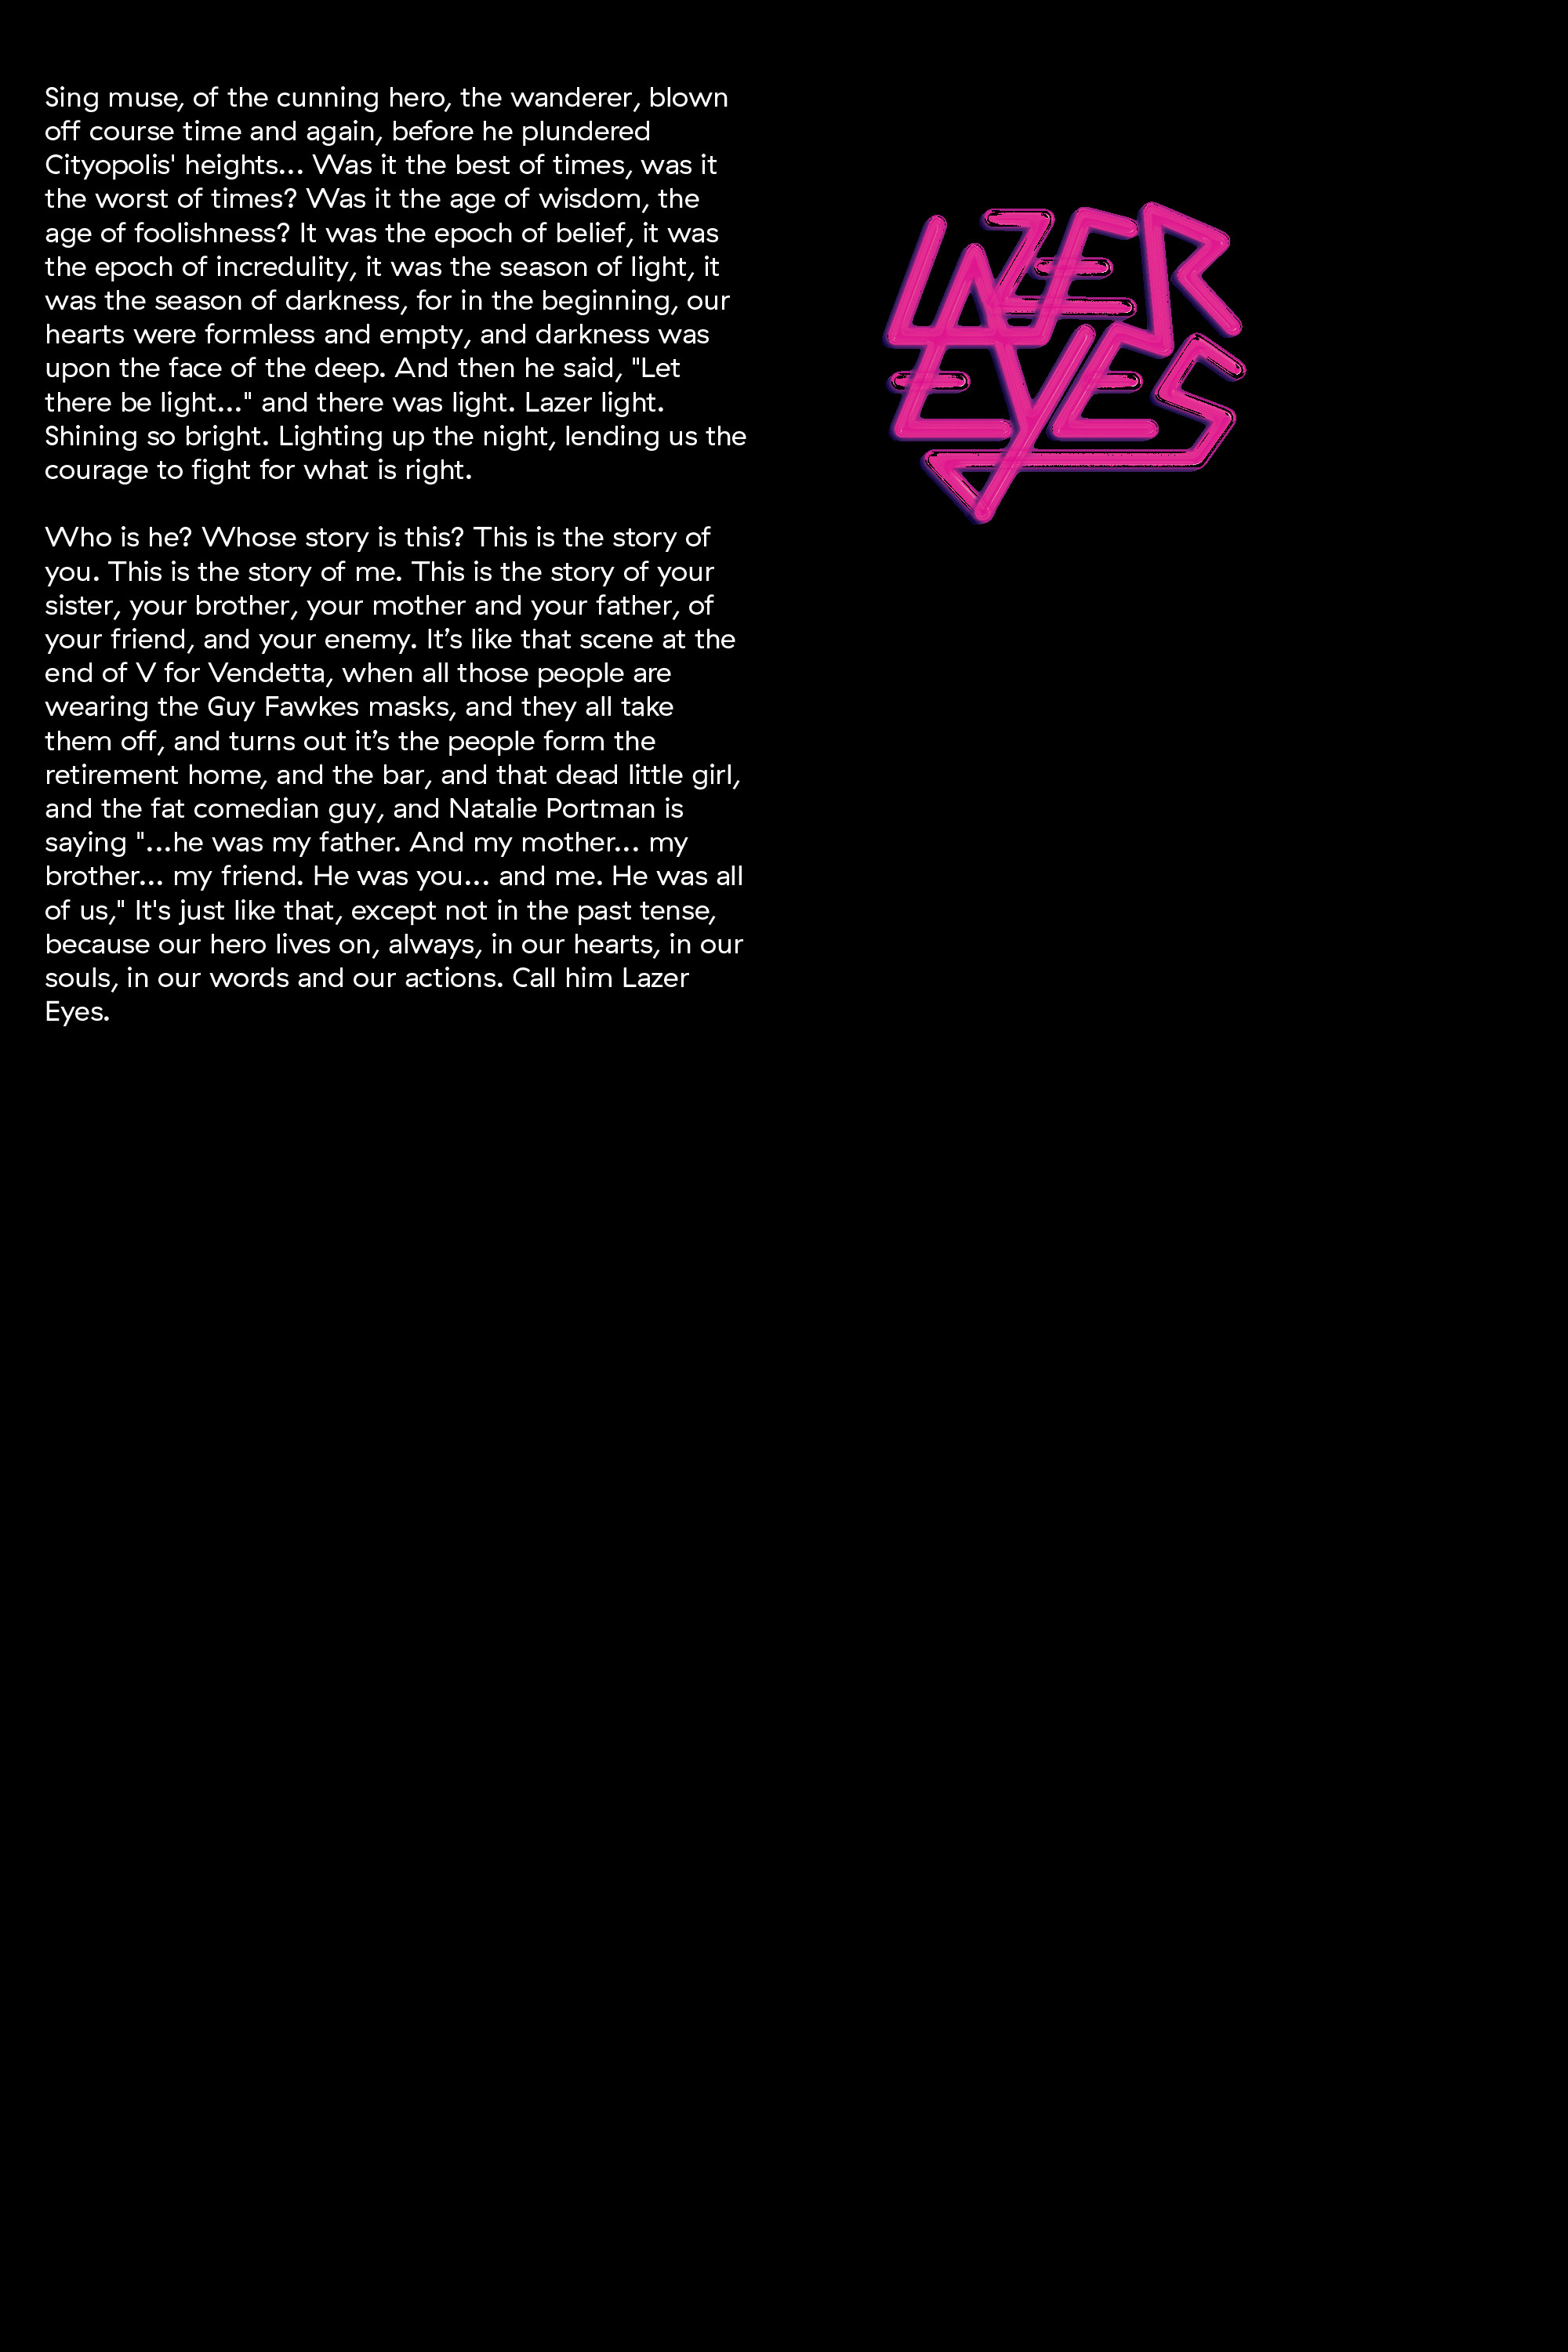 Sing muse, of the cunning hero, the wanderer, blown
off course time and again, before he plundered
Cityopolis' heights... Was it the best of times, was it
the worst of times? Was it the age of wisdom, the
age of foolishness? It was the epoch of belief, it was
the epoch of incredulity, it was the season of light, it
was the season of darkness, for in the beginning, our
hearts were formless and empty, and darkness was
upon the face of the deep. And then he said, "Let
there be light..." and there was light. Lazer light.
Shining so bright. Lighting up the night, lending us the
courage to fight for what is right.

Who is he? Whose story is this? This is the story of
you. This is the story of me. This is the story of your
sister, your brother, your mother and your father, of
your friend, and your enemy. It’s like that scene at the
end of V for Vendetta, when all those people are
wearing the Guy Fawkes masks, and they all take
them off, and turns out it’s the people form the
retirement home, and the bar, and that dead little girl,
and the fat comedian guy, and Natalie Portman is
saying "...he was my father. And my mother... my
brother... my friend. He was you... and me. He was all
of us," It's just like that, except not in the past tense,
because our hero lives on, always, in our hearts, in our
souls, in our words and our actions. Call him Lazer
Eyes.

LAZER
EYES